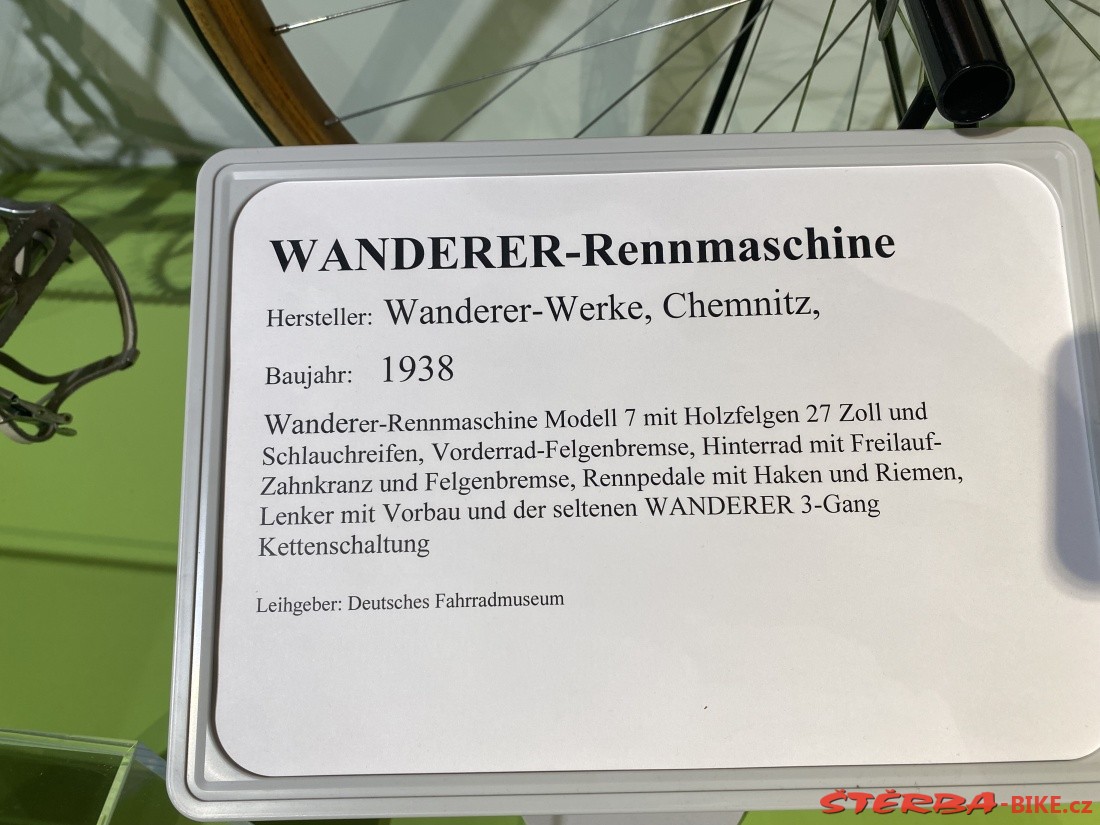 WANDERER-Rennmaschine
Hersteller: Wanderer-Werke, Chemnitz,
Baujahr: 1938
Wanderer-Rennmaschine Modell 7 mit Holzfelgen 27 Zoll und
Schlauchreifen, Vorderrad-Felgenbremse, Hinterrad mit Freilauf-
Zahnkranz und Felgenbremse, Rennpedale mit Haken und Riemen,
Lenker mit Vorbau und der seltenen WANDERER 3-Gang
Kettenschaltung
Leihgeber: Deutsches Fahrradmuseum
ŠTĚRBA-BIKE.cz